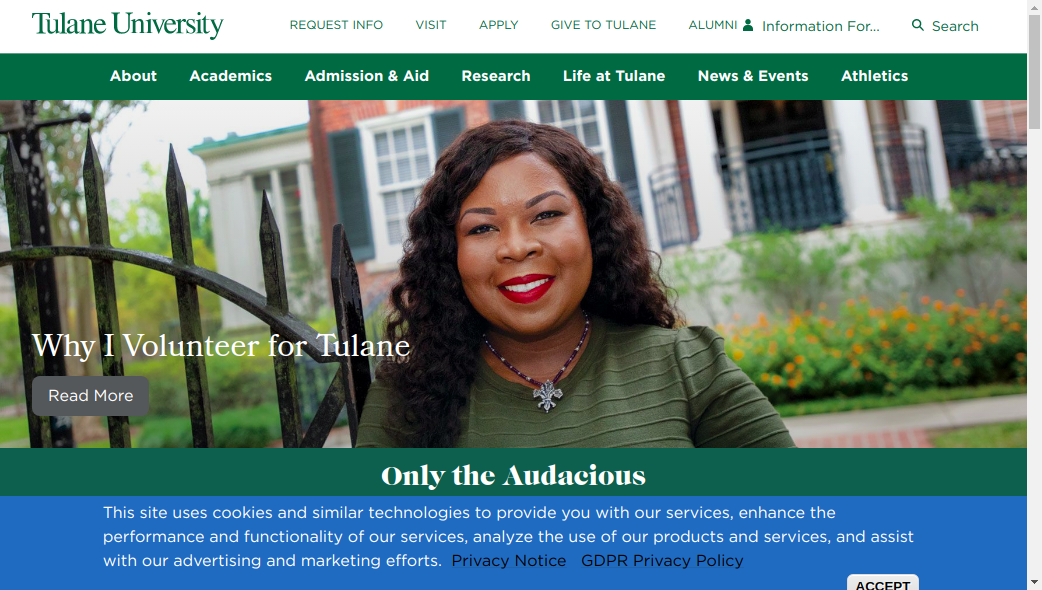 Tulane University
REQUEST INFO VISIT APPLY GIVE TO TULANE ALUMNI Information For... Search
About Academics Admission & Aid Research Life at Tulane News & Events Athletics
Why I Volunteer for Tulane
Read More
Only the Audacious
This site uses cookies and similar technologies to provide you with our services, enhance the
performance and functionality of our services, analyze the use of our products and services, and assist
with our advertising and marketing efforts. Privacy Notice GDPR Privacy Policy
ACCEPT